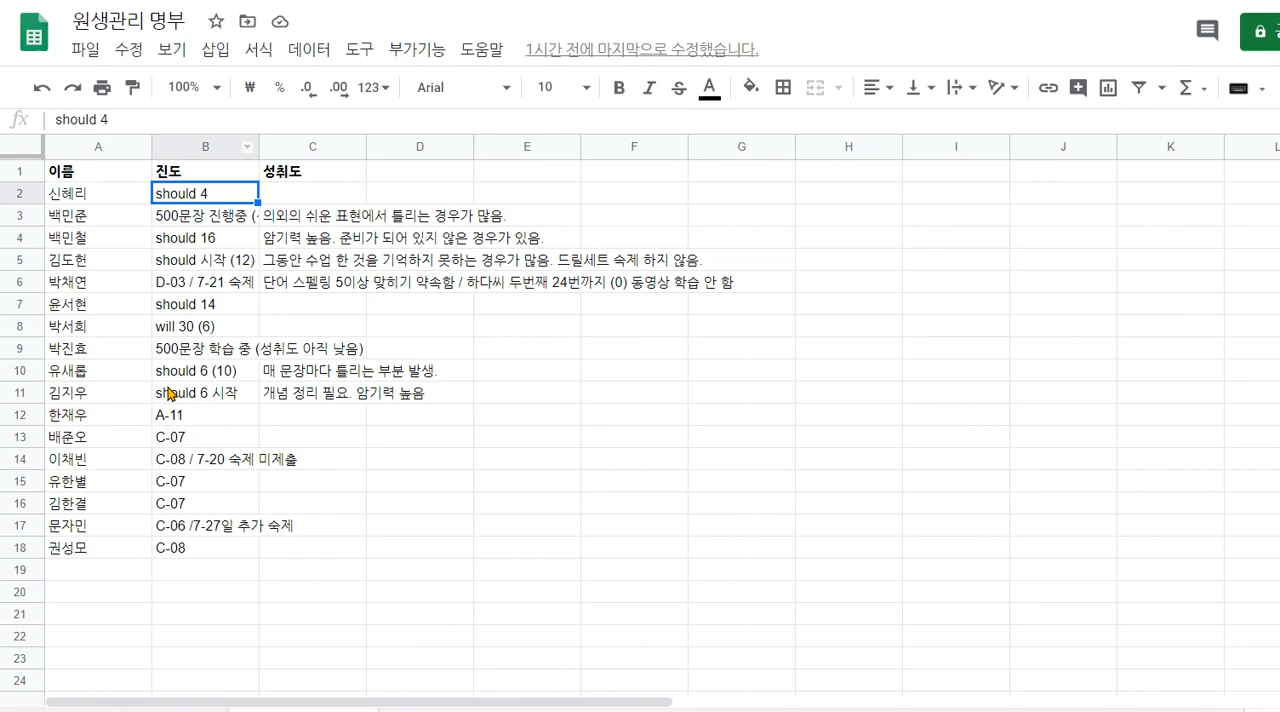 원생관리 명부
파일 수정 보기 삽입 서식 데이터 도구 부가기능 도움말 1시간 전에 마지막으로 수정했습니다.
100% ₩ % .0 .00 123 Arial 10 B I S A
fx should 4
A B C D E F G H I J K L
1 이름 진도 성취도
2 신혜리 should 4
3 백민준 500문장 진행중 ( 의외의 쉬운 표현에서 틀리는 경우가 많음.
4 백민철 should 16 암기력 높음. 준비가 되어 있지 않은 경우가 있음.
5 김도헌 should 시작 (12) 그동안 수업 한 것을 기억하지 못하는 경우가 많음. 드릴세트 숙제 하지 않음.
6 박채연 D-03 / 7-21 숙제 단어 스펠링 5이상 맞히기 약속함 / 하다씨 두번째 24번까지 (0) 동영상 학습 안 함
7 윤서현 should 14
8 박서희 will 30 (6)
9 박진효 500문장 학습 중 (성취도 아직 낮음)
10 유새롭 should 6 (10) 매 문장마다 틀리는 부분 발생.
11 김지우 should 6 시작 개념 정리 필요. 암기력 높음
12 한재우 A-11
13 배준오 C-07
14 이채빈 C-08 / 7-20 숙제 미제출
15 유한별 C-07
16 김한결 C-07
17 문자민 C-06 /7-27일 추가 숙제
18 권성모 C-08
19
20
21
22
23
24